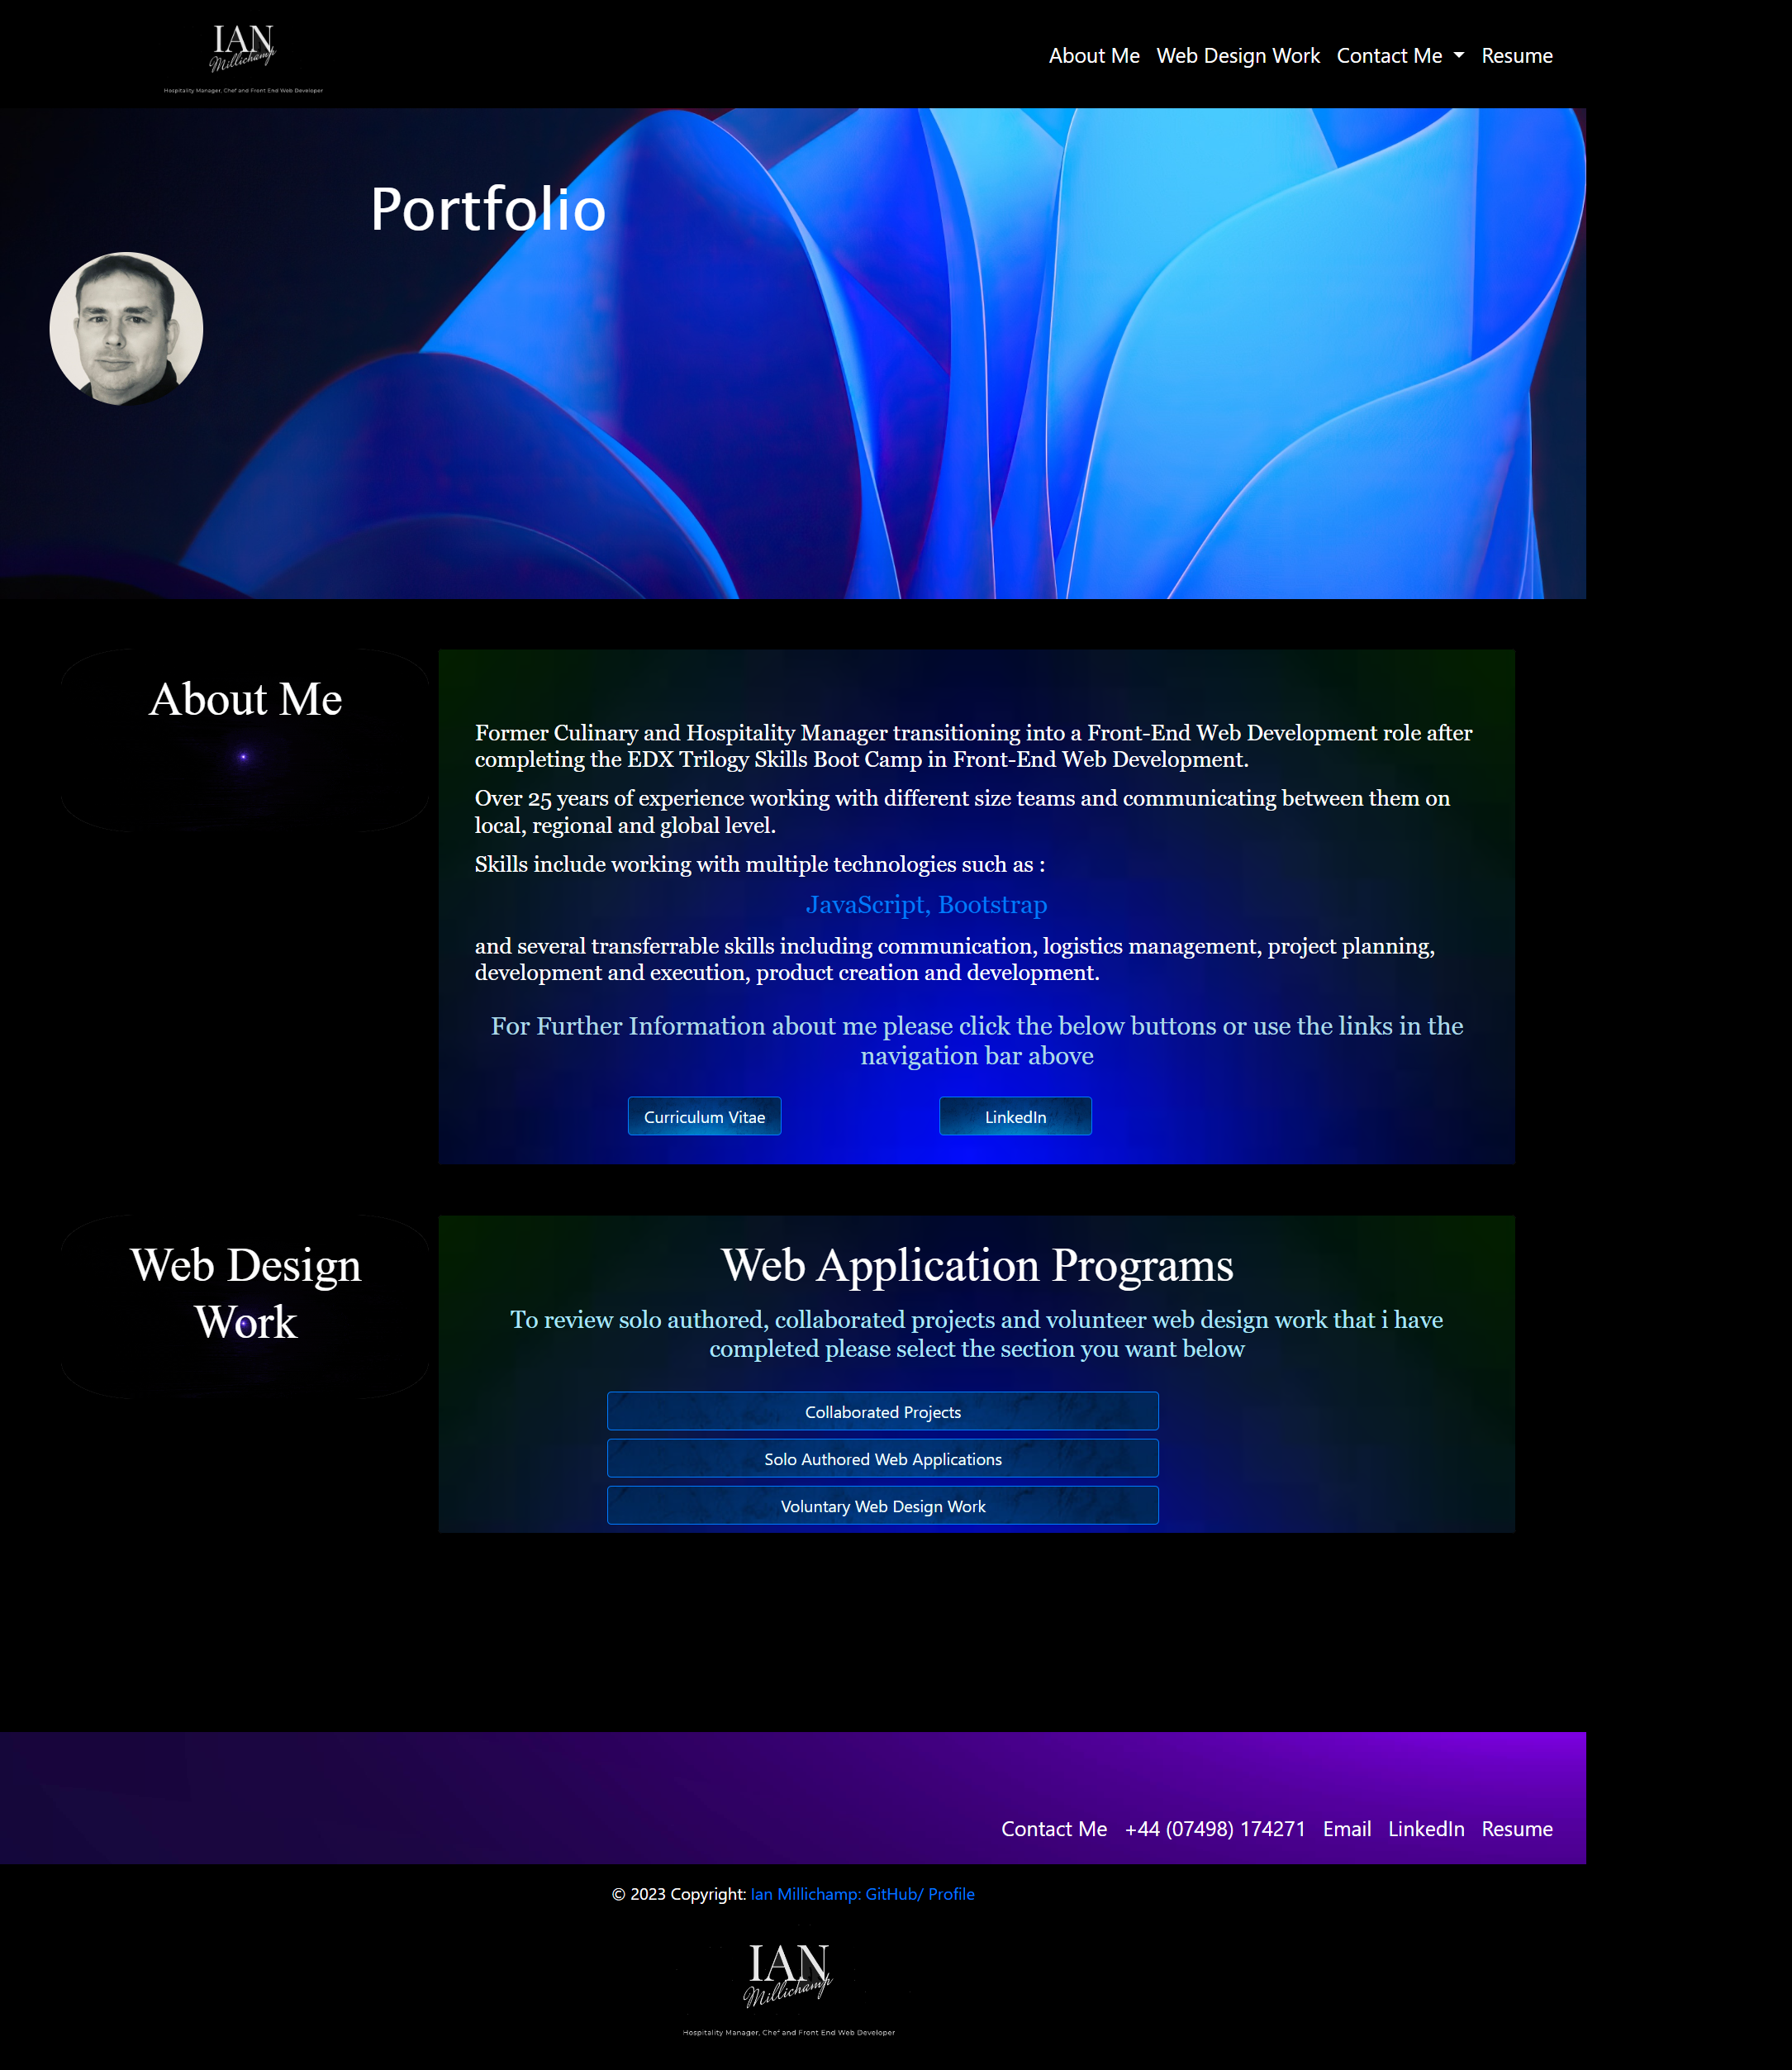 IAN
Millichamp
Hospitality Manager, Chef and Front End Web Developer
About Me Web Design Work Contact Me Resume
Portfolio
About Me
Former Culinary and Hospitality Manager transitioning into a Front-End Web Development role after
completing the EDX Trilogy Skills Boot Camp in Front-End Web Development.
Over 25 years of experience working with different size teams and communicating between them on
local, regional and global level.
Skills include working with multiple technologies such as :
JavaScript, Bootstrap
and several transferrable skills including communication, logistics management, project planning,
development and execution, product creation and development.
For Further Information about me please click the below buttons or use the links in the
navigation bar above
Curriculum Vitae LinkedIn
Web Design
Work
Web Application Programs
To review solo authored, collaborated projects and volunteer web design work that i have
completed please select the section you want below
Collaborated Projects
Solo Authored Web Applications
Voluntary Web Design Work
Contact Me +44 (07498) 174271 Email LinkedIn Resume
© 2023 Copyright: Ian Millichamp: GitHub/ Profile
IAN
Millichamp
Hospitality Manager, Chef and Front End Web Developer